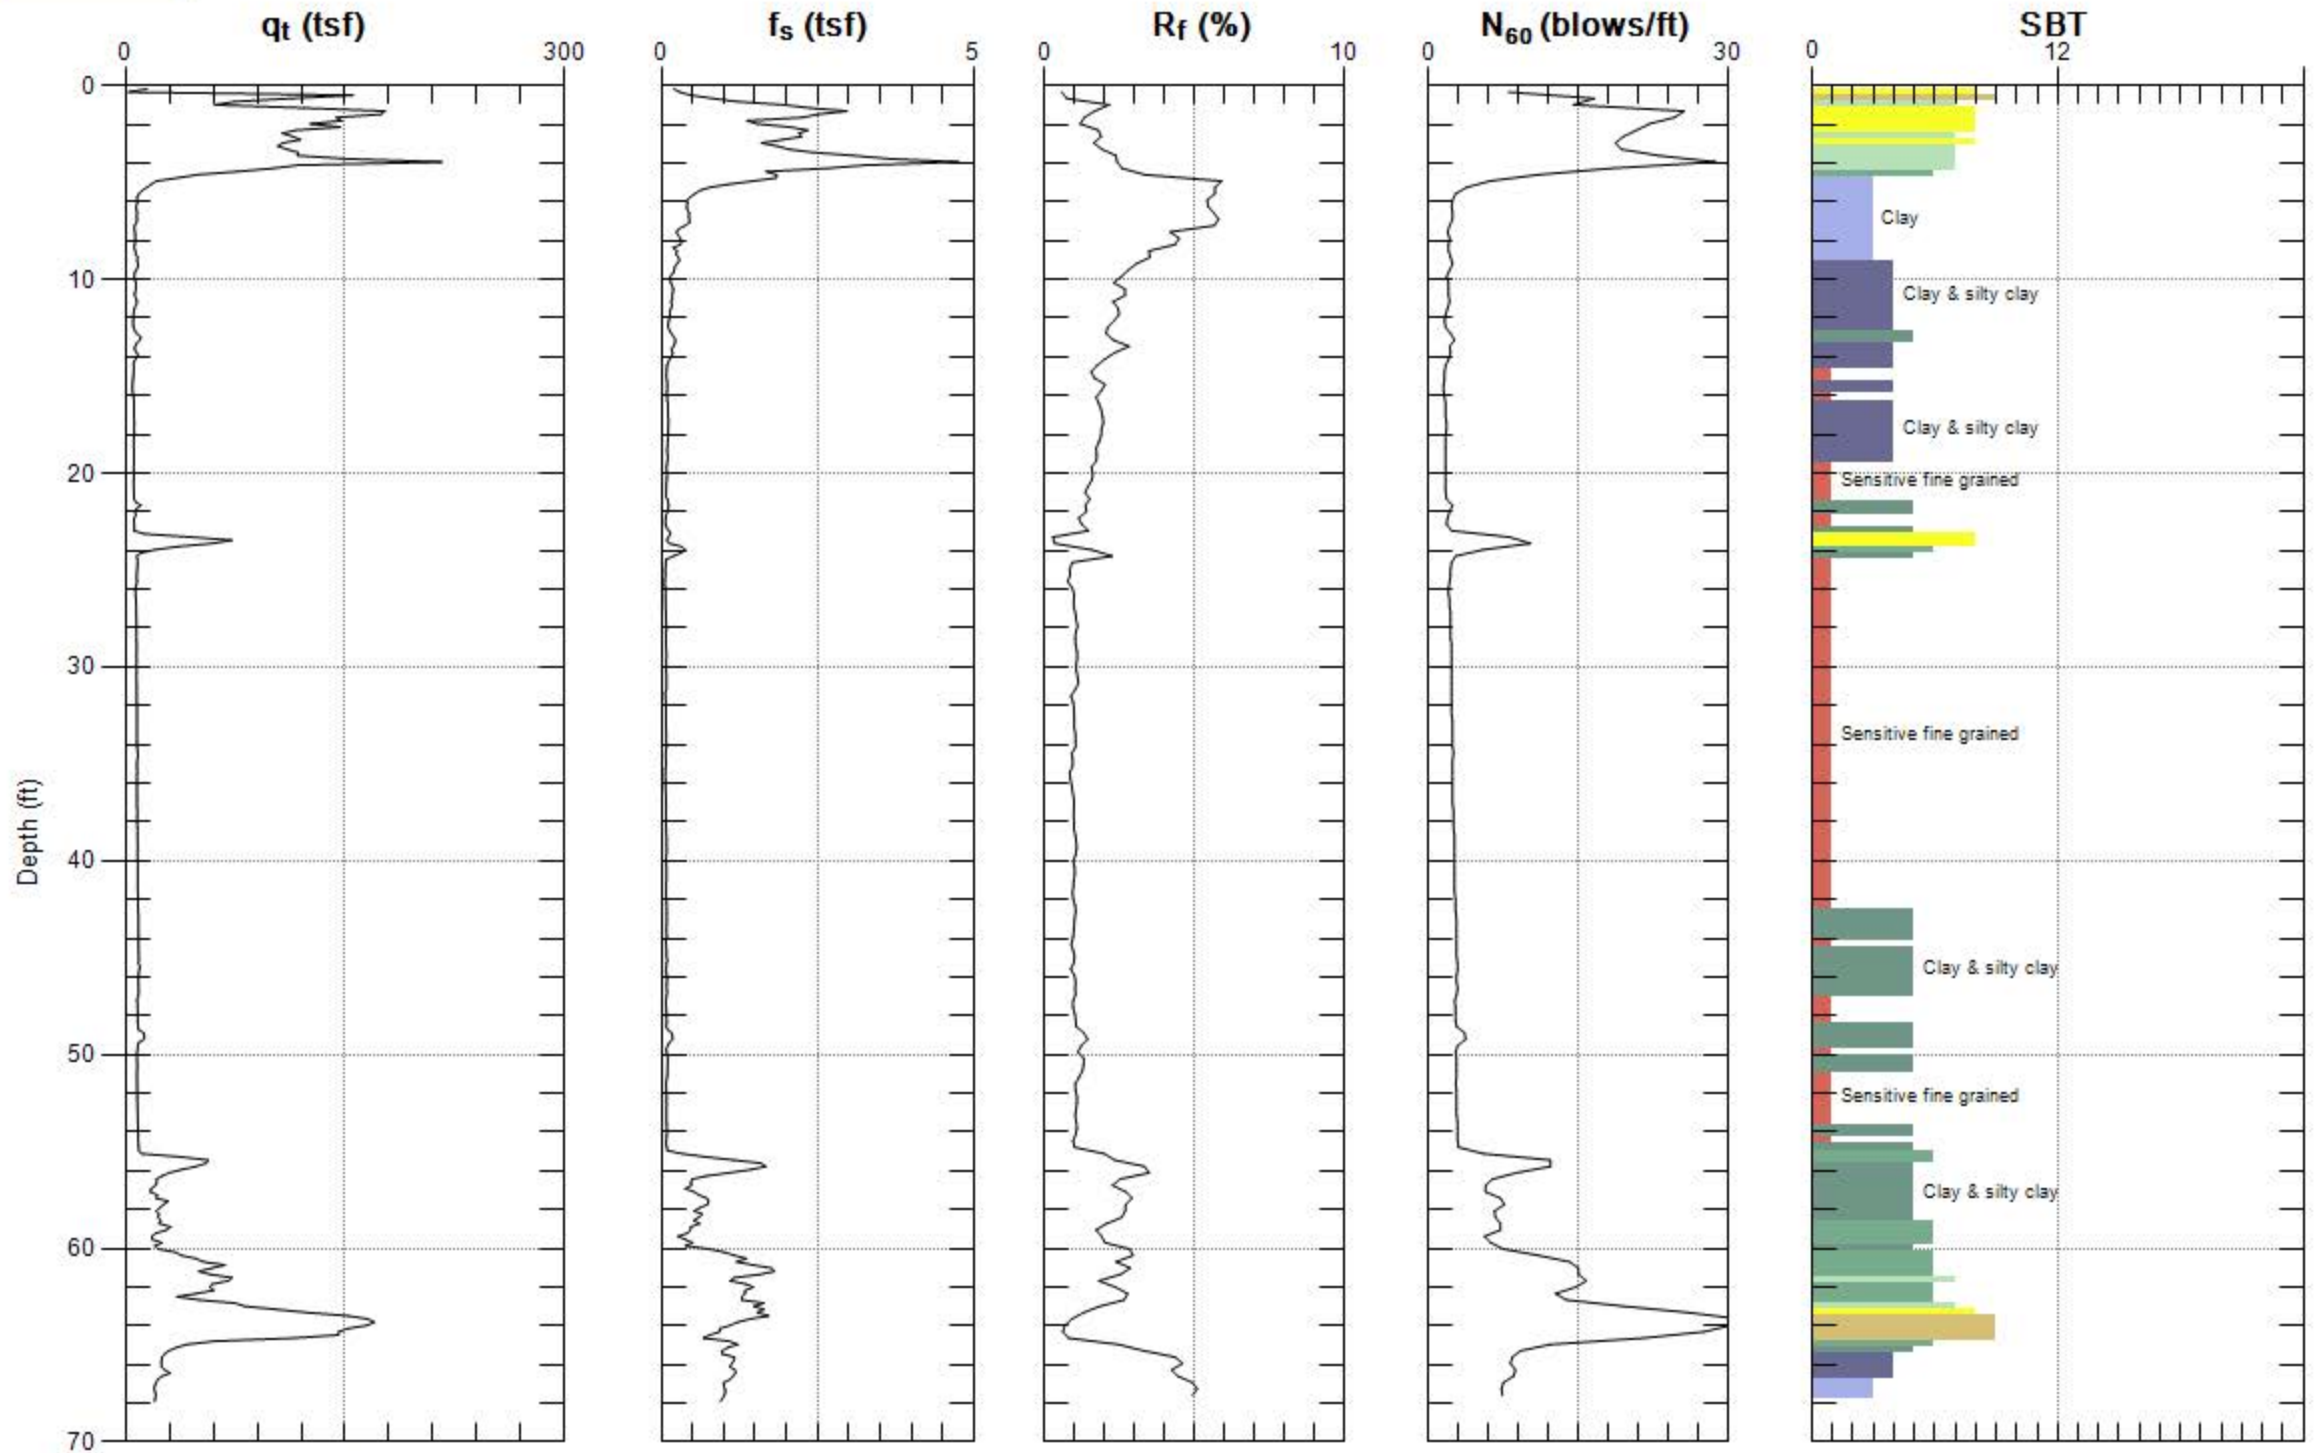 qt (tsf)
fs (tsf)
Rf (%)
N60 (blows/ft)
SBT
0 300
0 5
0 10
0 30
0 12
0
Clay
10
Clay & silty clay
Clay & silty clay
20
Sensitive fine grained
30
Sensitive fine grained
Depth (ft)
40
Clay & silty clay
50
Sensitive fine grained
Clay & silty clay
60
70